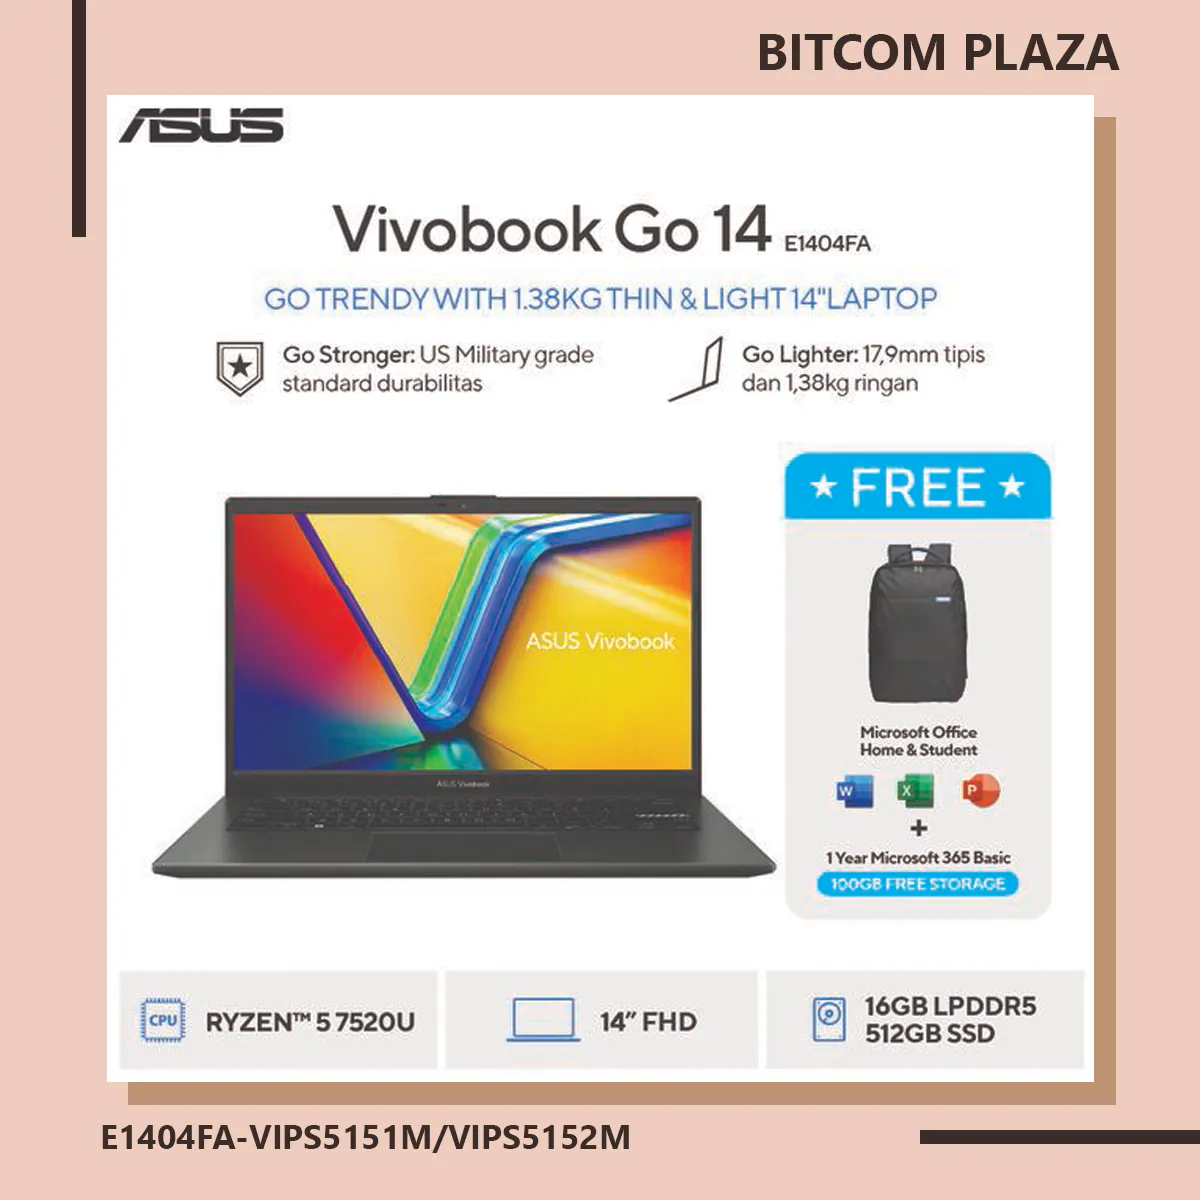 BITCOM PLAZA
ASUS
Vivobook Go 14 E1404FA
GO TRENDY WITH 1.38KG THIN & LIGHT 14"LAPTOP
Go Stronger: US Military grade
standard durabilitas
Go Lighter: 17,9mm tipis
dan 1,38kg ringan
FREE
ASUS Vivobook
ASUS Vivobook
Microsoft Office
Home & Student
W X P
+
1 Year Microsoft 365 Basic
100GB FREE STORAGE
CPU
RYZEN™ 5 7520U
14” FHD
16GB LPDDR5
512GB SSD
E1404FA-VIPS5151M/VIPS5152M